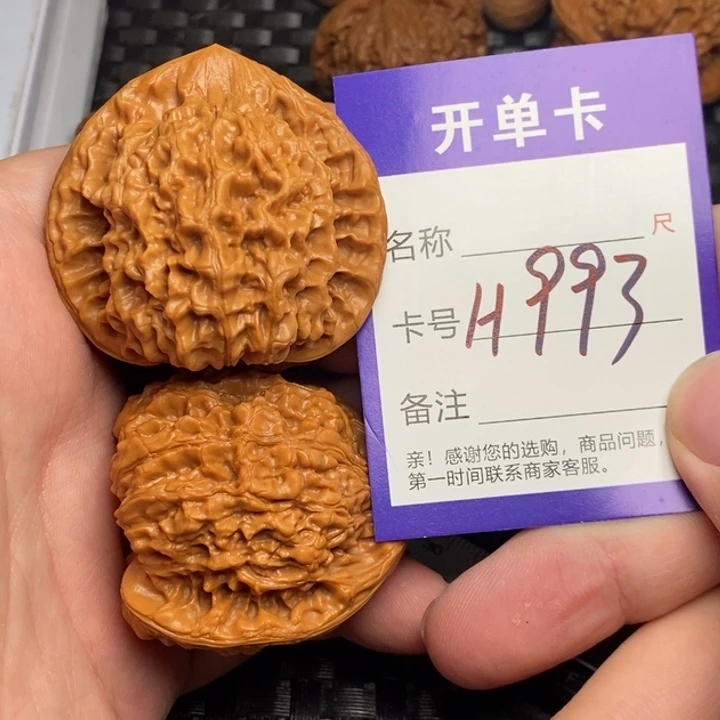 开单卡
名称 尺
卡号 H993
备注
亲！感谢您的选购，商品问题，
第一时间联系商家客服。